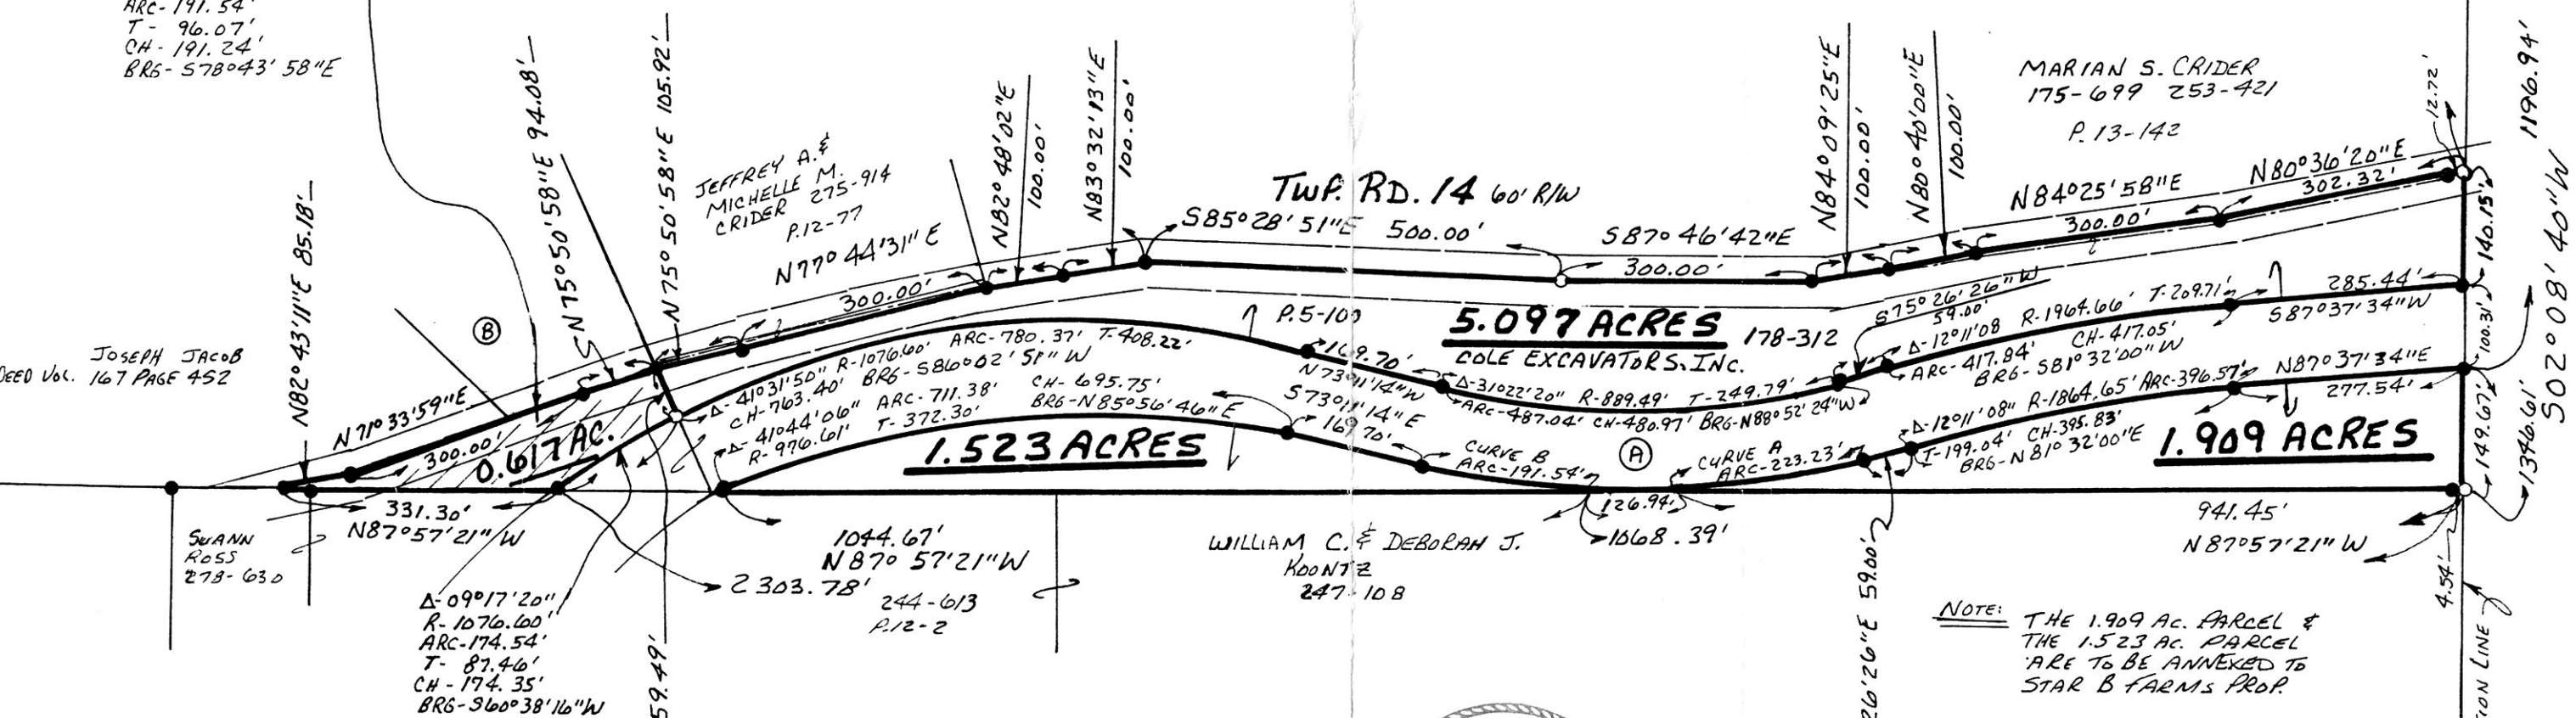 ARC-191.54'
T- 96.07'
CH- 191.24'
BRG- S78°43'58"E
N82°43'11"E 85.18'
N75°50'58"E 94.08'
N75°50'58"E 105.92'
JEFFREY A. &
MICHELLE M.
CRIDER 275-914
P.12-77
N77°44'31"E
300.00'
N82°48'02"E
100.00'
N83°32'13"E
100.00'
TWP. RD. 14 60' R/W
S85°28'51"E 500.00'
S87°46'42"E
300.00'
N84°09'25"E
100.00'
N80°40'00"E
100.00'
MARIAN S. CRIDER
175-699 253-421
P. 13-142
N84°25'58"E
300.00'
N80°36'20"E
302.32'
12.72'
1196.94'
S02°08'40"W
140.15'
100.31'
149.67'
1346.61'
B
JOSEPH JACOB
DEED VOL. 167 PAGE 452
N71°33'59"E
300.00'
0.617 AC.
331.30'
N87°57'21"W
SUANN
ROSS
278-630
Δ-09°17'20"
R-1076.60'
ARC-174.54'
T- 87.46'
CH- 174.35'
BRG-S60°38'16"W
59.49'
Δ-41°31'50" R-1076.60' ARC-780.37' T-408.22'
CH-763.40' BRG-S86°02'51"W
Δ-41°44'06" ARC-711.38' CH-695.75'
R-976.61' T-372.30' BRG-N85°56'46"E
1.523 ACRES
P.5-100
5.097 ACRES 178-312
COLE EXCAVATORS, INC.
169.70'
N73°11'14"W
S73°11'14"E
169.70'
Δ-31°22'20" R-889.49' T-249.79'
ARC-487.04' CH-480.97' BRG-N88°52'24"W
S75°26'26"W
59.00'
Δ-12°11'08 R-1964.66' T-209.71'
ARC-417.84' CH-417.05'
BRG-S81°32'00"W
285.44'
S87°37'34"W
Δ-12°11'08" R-1864.65' ARC-396.57'
T-199.04' CH-395.83'
BRG-N81°32'00"E
N87°37'34"E
277.54'
1.909 ACRES
CURVE B
ARC-191.54'
A
CURVE A
ARC-223.23'
126.94'
1068.39'
1044.67'
N87°57'21"W
2303.78'
244-613
P.12-2
WILLIAM C. & DEBORAH J.
KOONTZ
247-108
26'26"E 59.00'
941.45'
N87°57'21"W
4.54'
NOTE: THE 1.909 AC. PARCEL &
THE 1.523 AC. PARCEL
ARE TO BE ANNEXED TO
STAR B FARMS PROP.
ION LINE